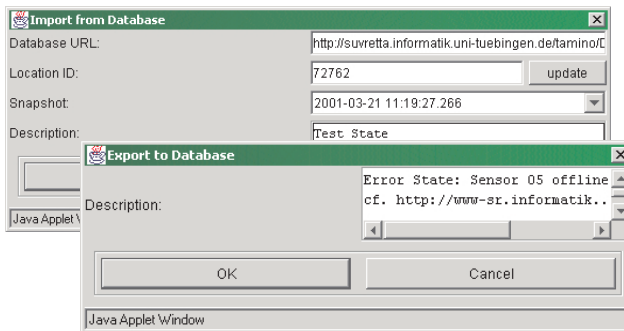 Import from Database
Database URL: http://suvretta.informatik.uni-tuebingen.de/tamino/
Location ID: 72762 update
Snapshot: 2001-03-21 11:19:27.266
Description: Test State
Export to Database
Description:
Error State: Sensor 05 offline
cf. http://www-sr.informatik..
OK Cancel
Java Applet
Java Applet Window